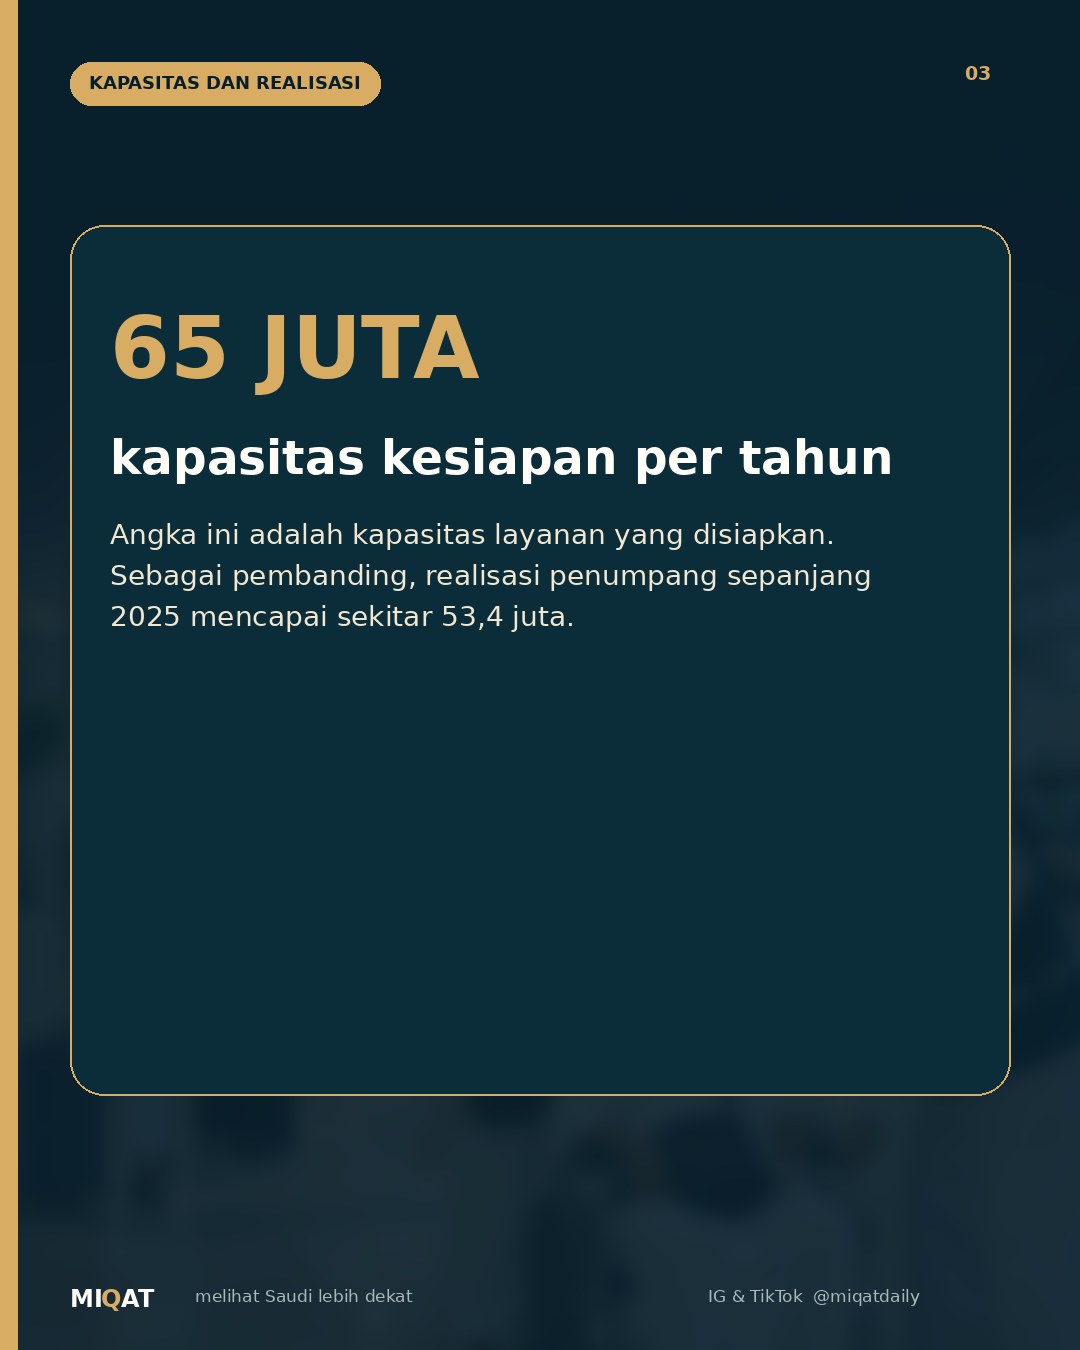 KAPASITAS DAN REALISASI
03
65 JUTA
kapasitas kesiapan per tahun
Angka ini adalah kapasitas layanan yang disiapkan.
Sebagai pembanding, realisasi penumpang sepanjang
2025 mencapai sekitar 53,4 juta.
MIQAT
melihat Saudi lebih dekat
IG & TikTok @miqatdaily